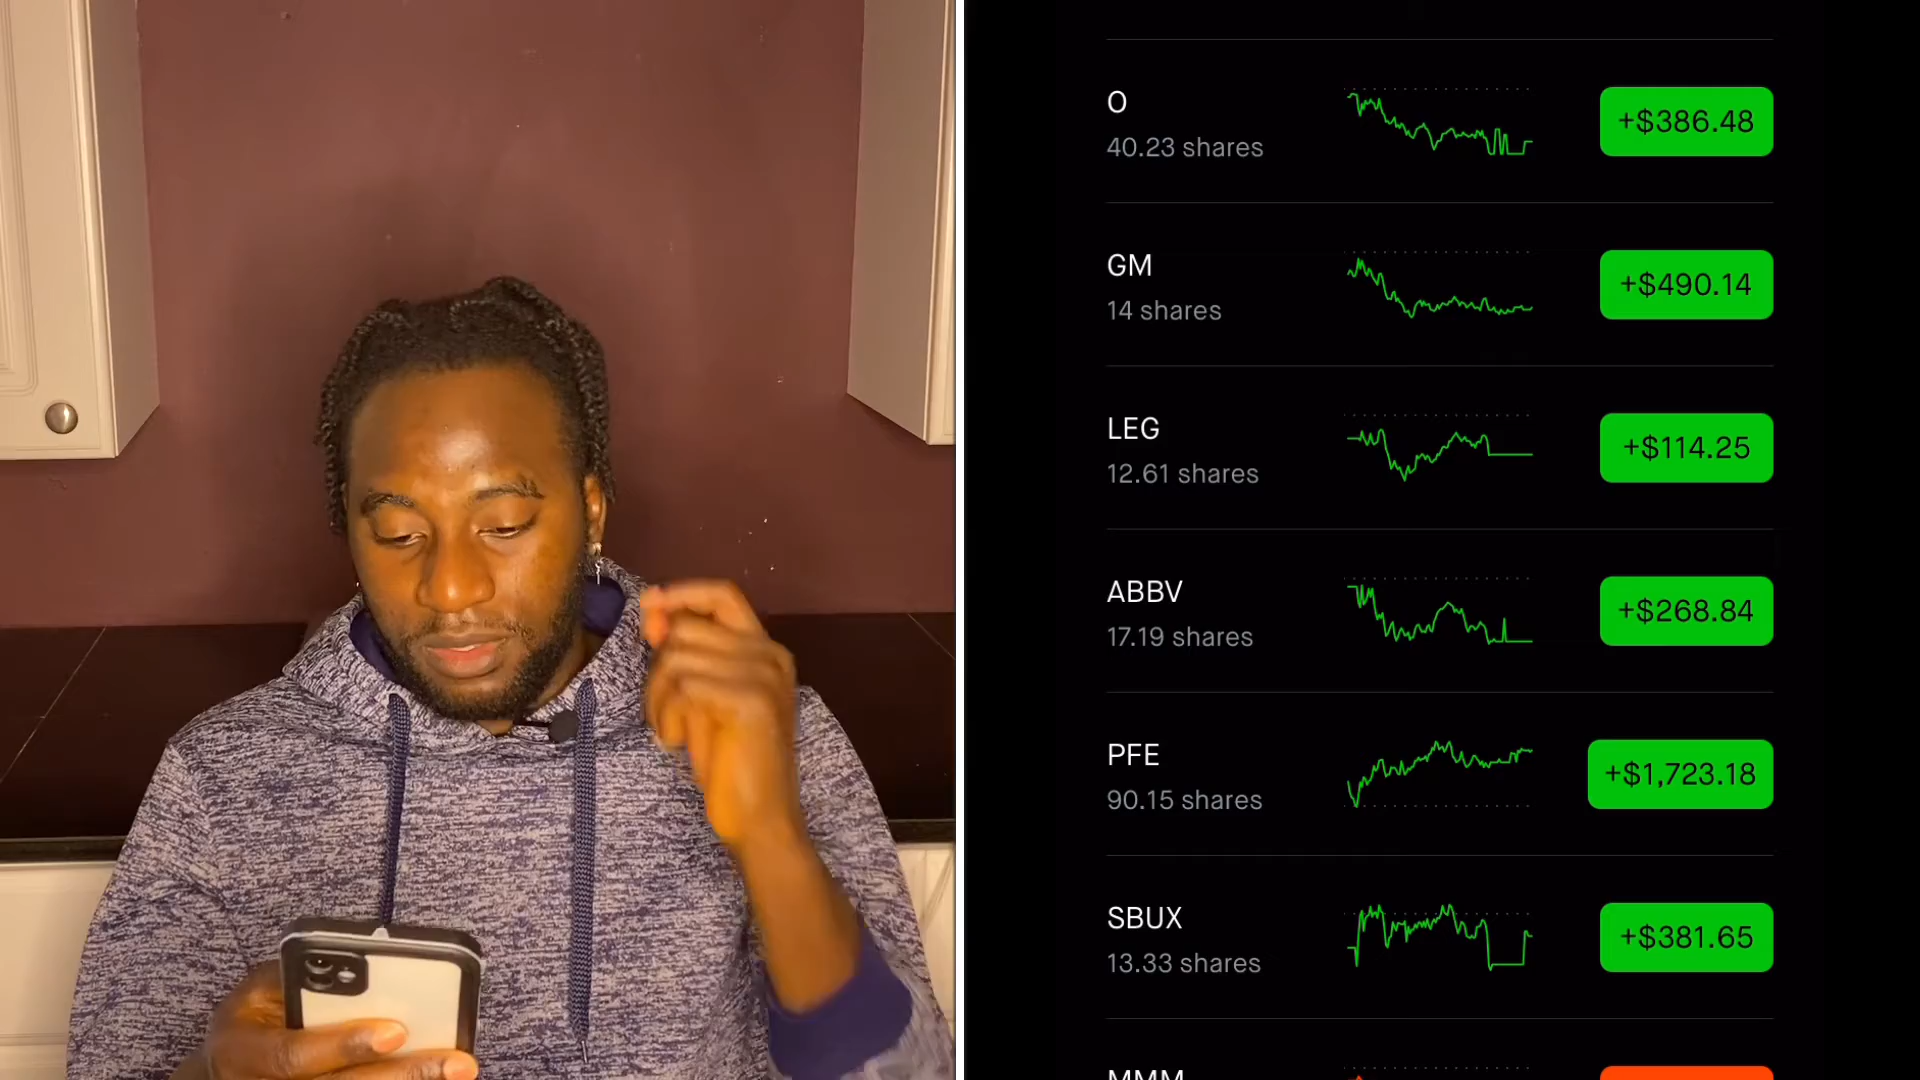 O
40.23 shares
+$386.48
GM
14 shares
+$490.14
LEG
12.61 shares
+$114.25
ABBV
17.19 shares
+$268.84
PFE
90.15 shares
+$1,723.18
SBUX
13.33 shares
+$381.65
MMM